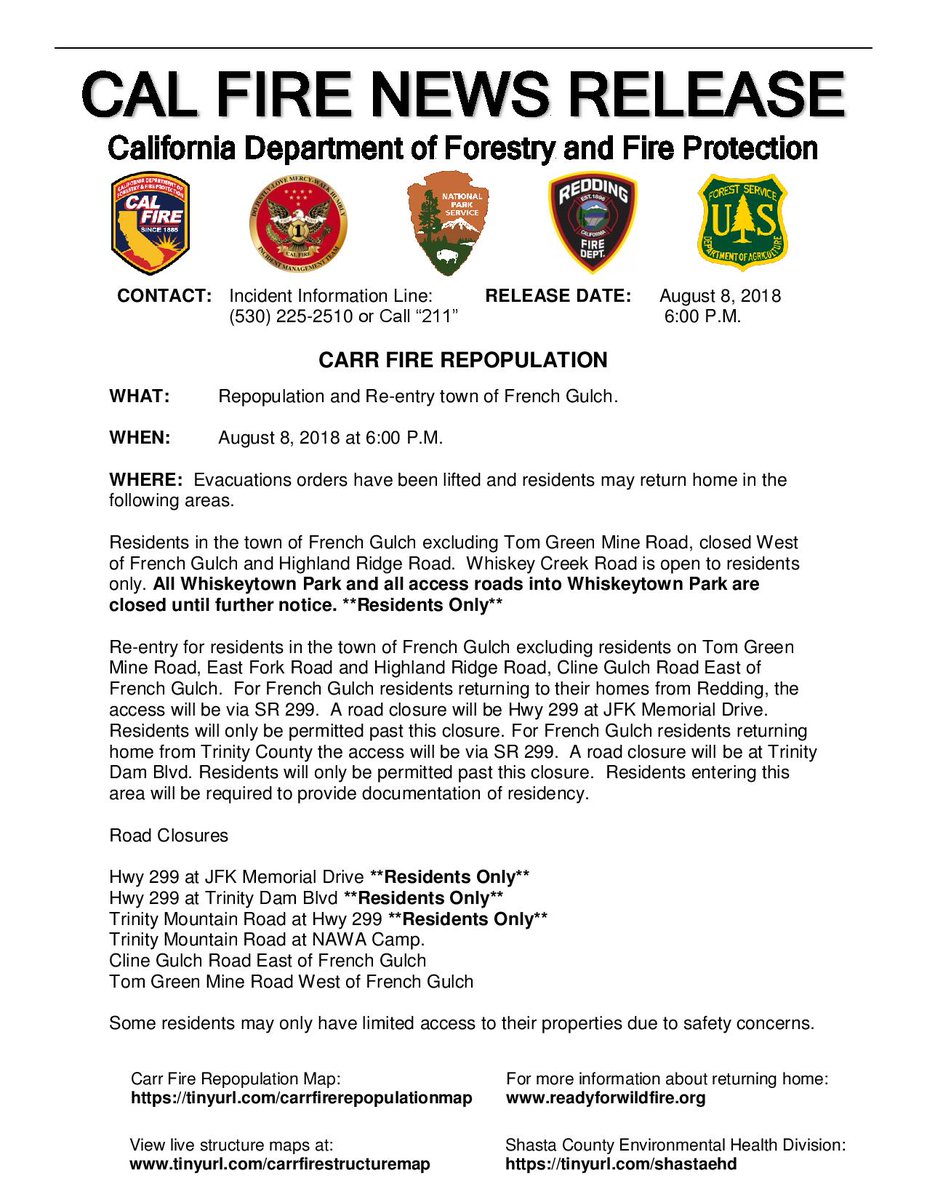 CAL FIRE NEWS RELEASE
California Department of Forestry and Fire Protection
CALIFORNIA DEPARTMENT OF
FORESTRY & FIRE PROTECTION
CAL
FIRE
SINCE 1885
DO JUSTLY-LOVE MERCY-WALK HUMBLY
1
CAL FIRE
INCIDENT MANAGEMENT TEAM
NATIONAL
PARK
SERVICE
REDDING
CALIFORNIA
FIRE
DEPT.
FOREST SERVICE
U S
DEPARTMENT OF AGRICULTURE
CONTACT: Incident Information Line: RELEASE DATE: August 8, 2018
(530) 225-2510 or Call “211” 6:00 P.M.
CARR FIRE REPOPULATION
WHAT: Repopulation and Re-entry town of French Gulch.
WHEN: August 8, 2018 at 6:00 P.M.
WHERE: Evacuations orders have been lifted and residents may return home in the
following areas.
Residents in the town of French Gulch excluding Tom Green Mine Road, closed West
of French Gulch and Highland Ridge Road. Whiskey Creek Road is open to residents
only. All Whiskeytown Park and all access roads into Whiskeytown Park are
closed until further notice. **Residents Only**
Re-entry for residents in the town of French Gulch excluding residents on Tom Green
Mine Road, East Fork Road and Highland Ridge Road, Cline Gulch Road East of
French Gulch. For French Gulch residents returning to their homes from Redding, the
access will be via SR 299. A road closure will be Hwy 299 at JFK Memorial Drive.
Residents will only be permitted past this closure. For French Gulch residents returning
home from Trinity County the access will be via SR 299. A road closure will be at Trinity
Dam Blvd. Residents will only be permitted past this closure. Residents entering this
area will be required to provide documentation of residency.
Road Closures
Hwy 299 at JFK Memorial Drive **Residents Only**
Hwy 299 at Trinity Dam Blvd **Residents Only**
Trinity Mountain Road at Hwy 299 **Residents Only**
Trinity Mountain Road at NAWA Camp.
Cline Gulch Road East of French Gulch
Tom Green Mine Road West of French Gulch
Some residents may only have limited access to their properties due to safety concerns.
Carr Fire Repopulation Map: For more information about returning home:
https://tinyurl.com/carrfirerepopulationmap www.readyforwildfire.org
View live structure maps at: Shasta County Environmental Health Division:
www.tinyurl.com/carrfirestructuremap https://tinyurl.com/shastaehd